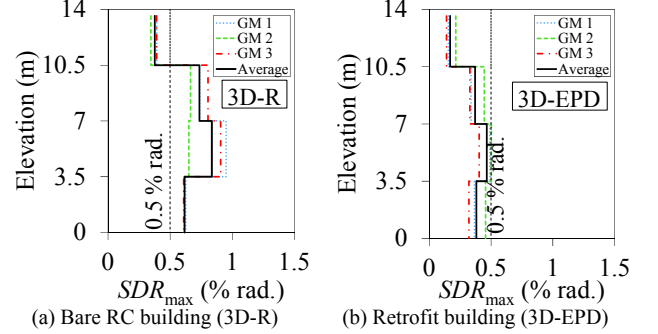 14
10.5
7
3.5
0
Elevation (m)
GM 1
GM 2
GM 3
Average
3D-R
0.5 % rad.
0
0.5
1
1.5
SDRmax (% rad.)
(a) Bare RC building (3D-R)
14
10.5
7
3.5
0
Elevation (m)
GM 1
GM 2
GM 3
Average
3D-EPD
0.5 % rad.
0
0.5
1
1.5
SDRmax (% rad.)
(b) Retrofit building (3D-EPD)